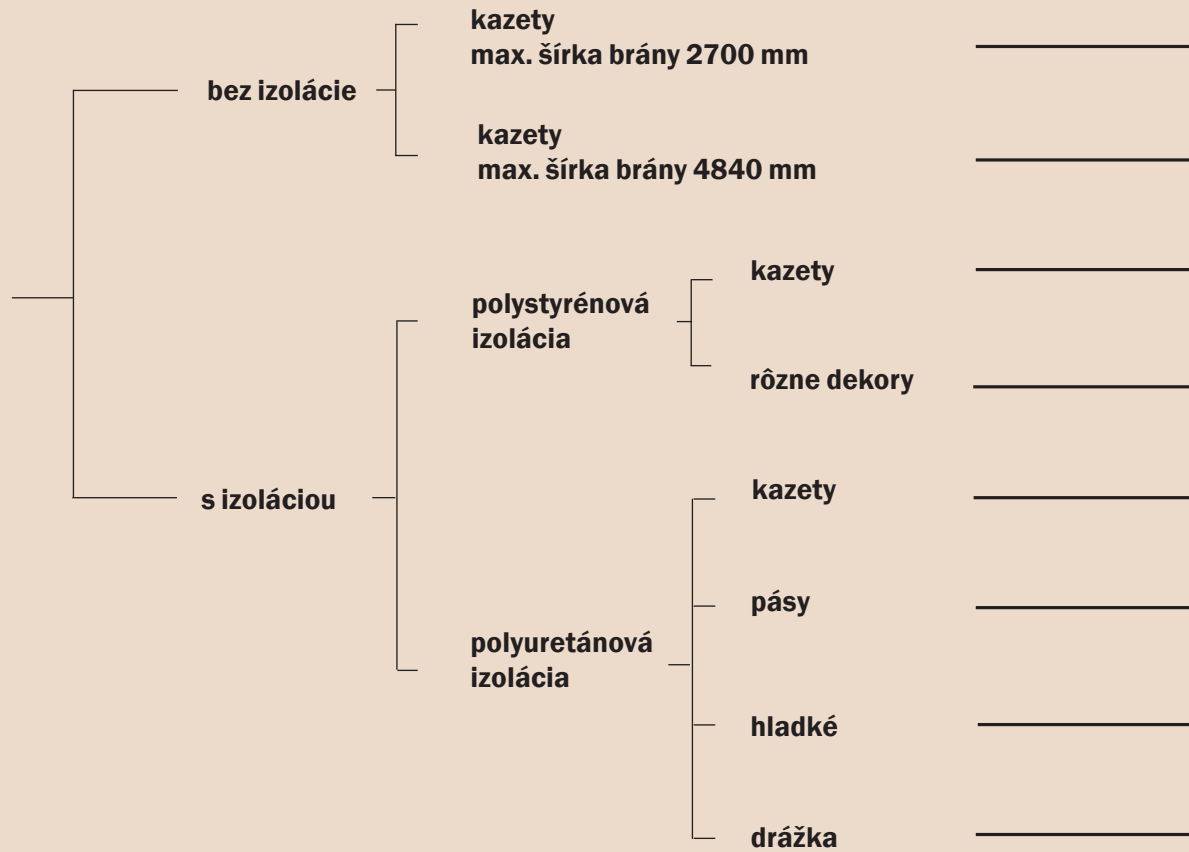 kazety
max. šírka brány 2700 mm
bez izolácie
kazety
max. šírka brány 4840 mm
kazety
polystyrénová
izolácia
rôzne dekory
kazety
s izoláciou
pásy
polyuretánová
izolácia
hladké
drážka